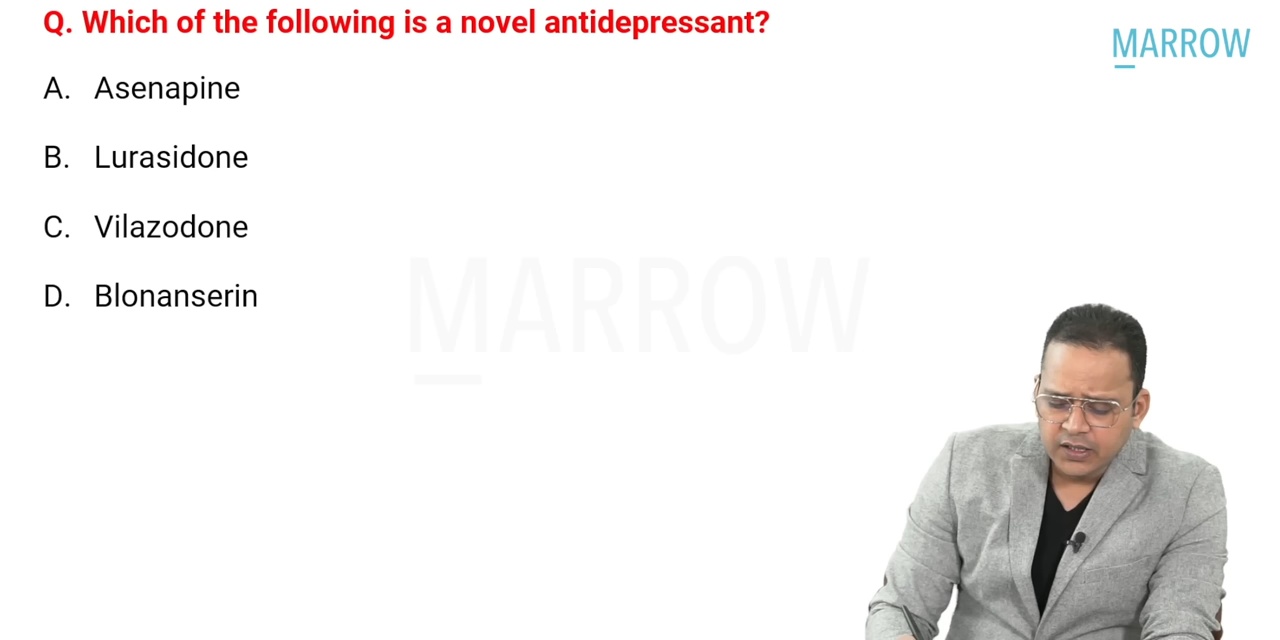 Q. Which of the following is a novel antidepressant?
MARROW
A. Asenapine
B. Lurasidone
C. Vilazodone
MARROW
D. Blonanserin